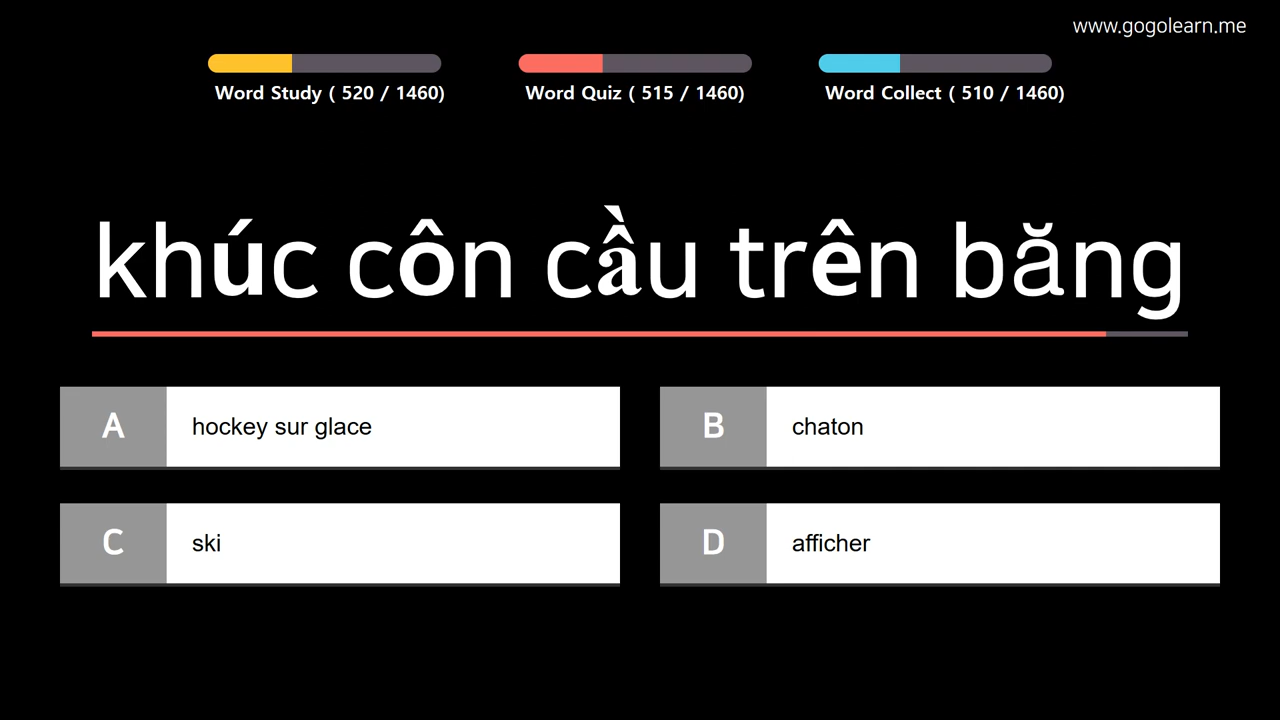 www.gogolearn.me
Word Study ( 520 / 1460)
Word Quiz ( 515 / 1460)
Word Collect ( 510 / 1460)
khúc côn cầu trên băng
A hockey sur glace
B chaton
C ski
D afficher